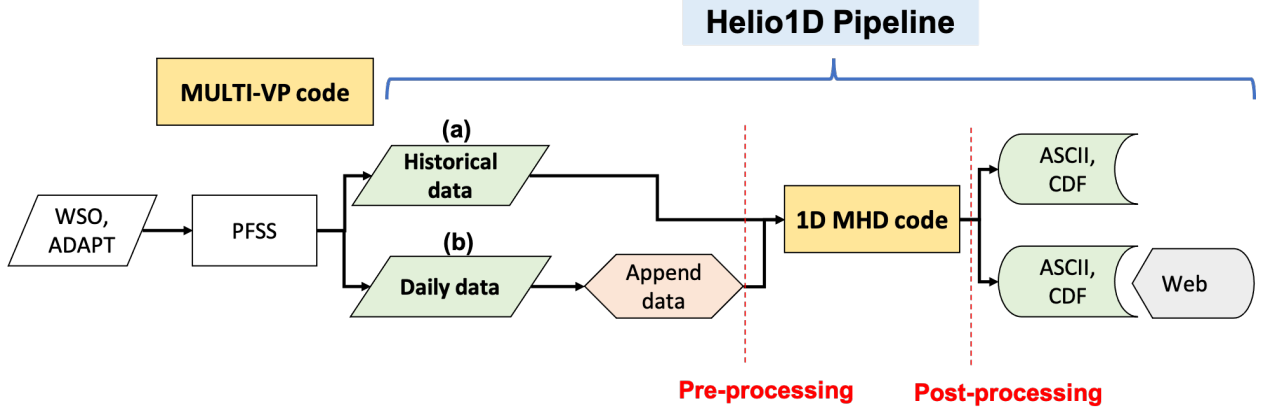 Helio1D Pipeline
MULTI-VP code
(a)
Historical
data
WSO,
ADAPT
PFSS
(b)
Daily data
Append
data
1D MHD code
ASCII,
CDF
ASCII,
CDF
Web
Pre-processing
Post-processing